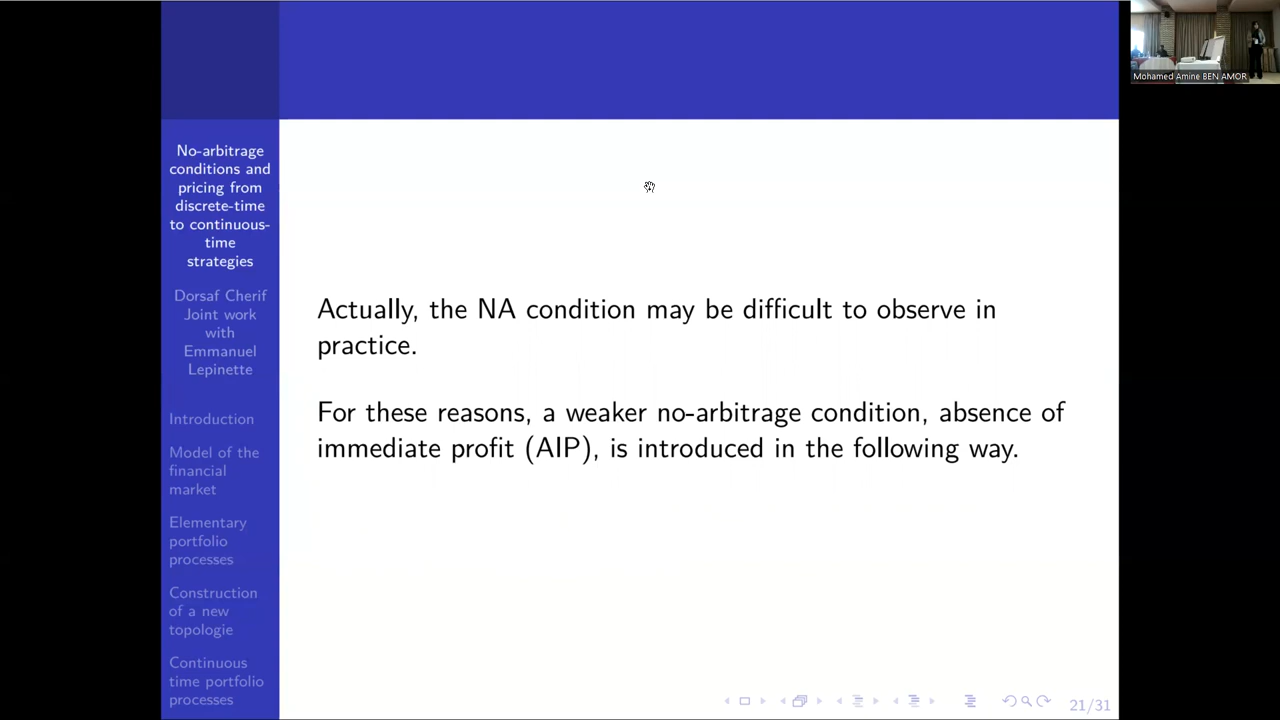 No-arbitrage
conditions and
pricing from
discrete-time
to continuous-
time
strategies
Dorsaf Cherif
Joint work
with
Emmanuel
Lepinette
Introduction
Model of the
financial
market
Elementary
portfolio
processes
Construction
of a new
topologie
Continuous
time portfolio
processes
Actually, the NA condition may be difficult to observe in
practice.
For these reasons, a weaker no-arbitrage condition, absence of
immediate profit (AIP), is introduced in the following way.
21/31
Mohamed Amine BEN AMOR